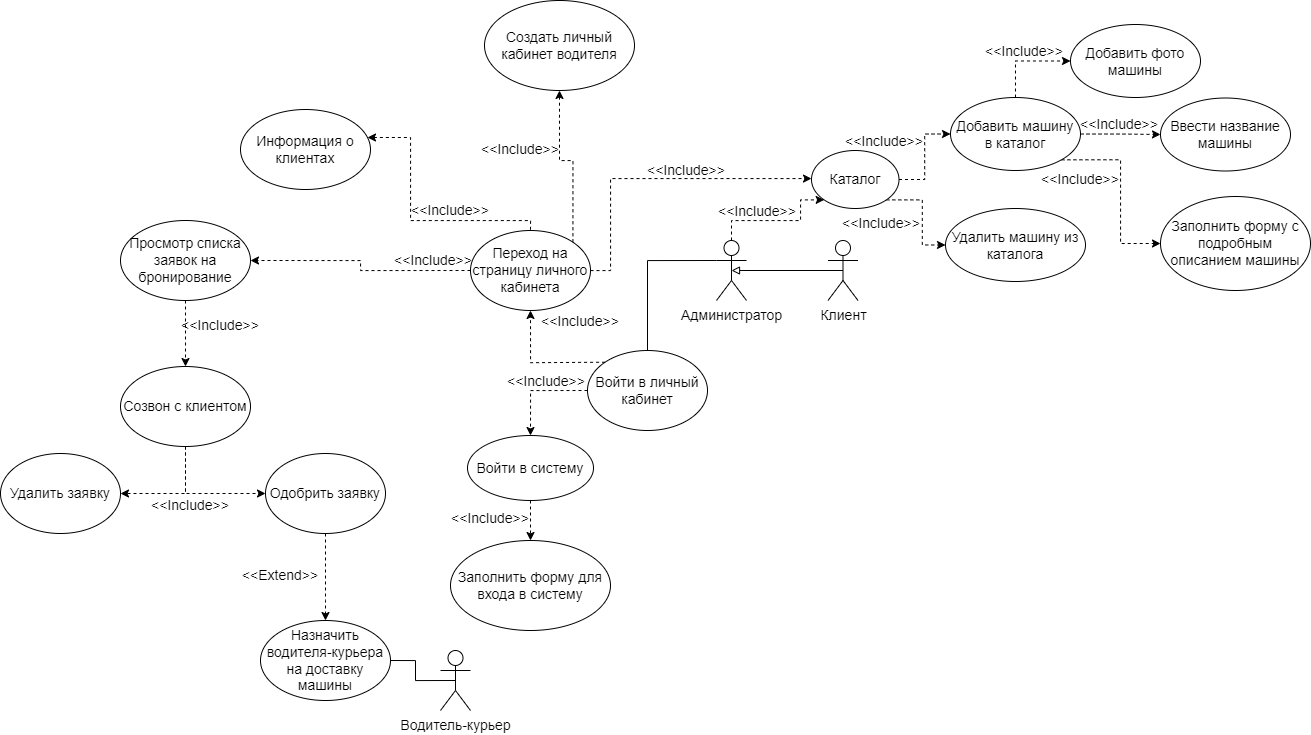 Создать личный
кабинет водителя
<<Include>>
Добавить фото
машины
Информация о
клиентах
<<Include>>
<<Include>>
Добавить машину
в каталог
<<Include>>
Ввести название
машины
<<Include>>
Каталог
<<Include>>
<<Include>>
<<Include>>
<<Include>>
Удалить машину из
каталога
Заполнить форму с
подробным
описанием машины
<<Include>>
Просмотр списка
заявок на
бронирование
<<Include>>
Переход на
страницу личного
кабинета
Администратор
Клиент
<<Include>>
<<Include>>
<<Include>>
Войти в личный
кабинет
Созвон с клиентом
Войти в систему
Удалить заявку
<<Include>>
Одобрить заявку
<<Include>>
<<Extend>>
Заполнить форму для
входа в систему
Назначить
водителя-курьера
на доставку
машины
Водитель-курьер